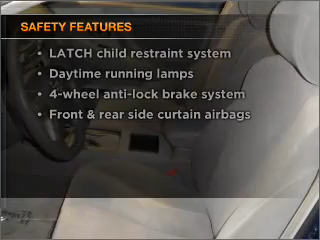 SAFETY FEATURES
• LATCH child restraint system
• Daytime running lamps
• 4-wheel anti-lock brake system
• Front & rear side curtain airbags